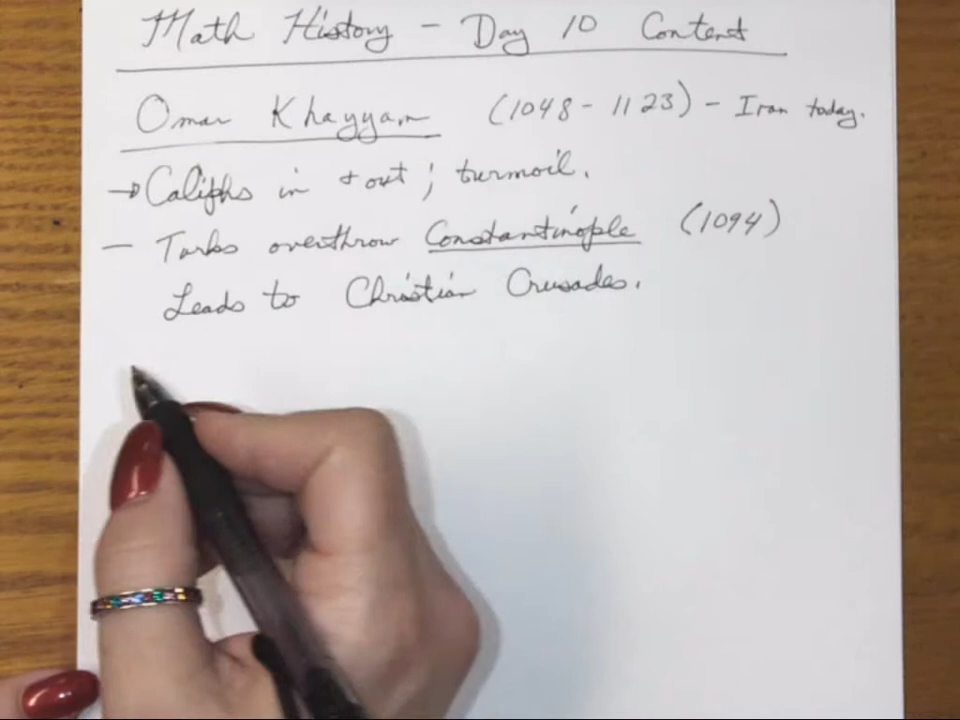 Math History - Day 10 Content
Omar Khayyam (1048 - 1123) - Iran today.
→ Caliphs in + out ; turmoil.
- Turks overthrow Constantinople (1094)
Leads to Christian Crusades.